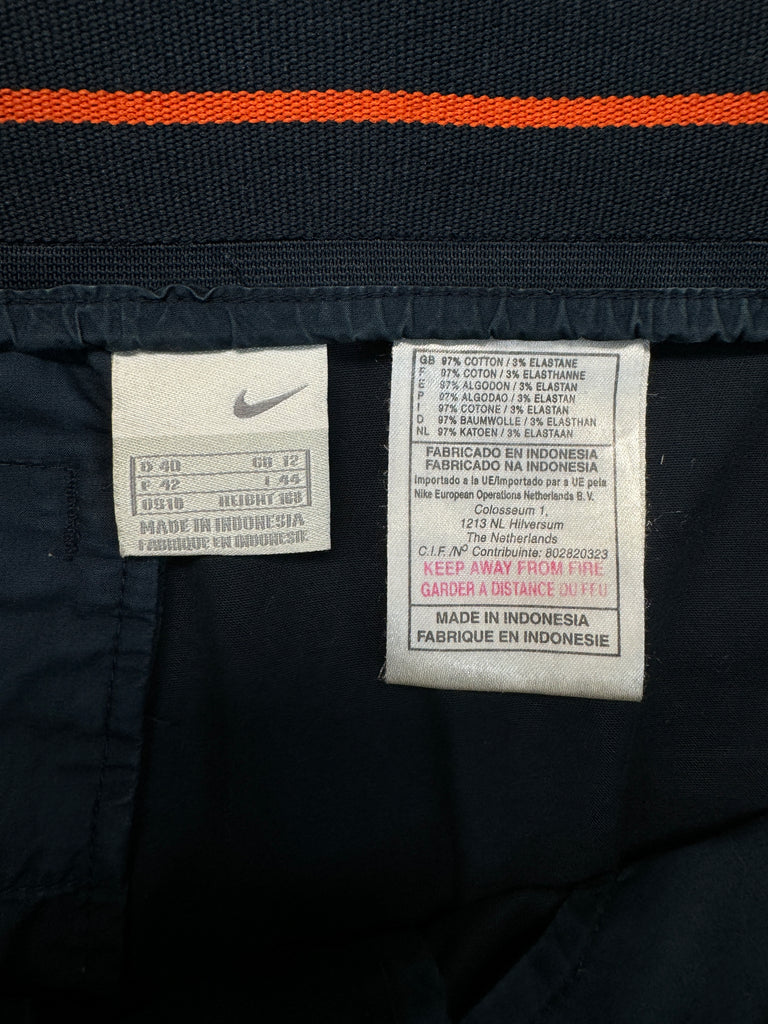 D 40 GB 12
F 42 I 44
US10 HEIGHT 168
MADE IN INDONESIA
FABRIQUE EN INDONESIE
GB 97% COTTON / 3% ELASTANE
F 97% COTON / 3% ELASTHANNE
E 97% ALGODON / 3% ELASTAN
P 97% ALGODAO / 3% ELASTAN
I 97% COTONE / 3% ELASTAN
D 97% BAUMWOLLE / 3% ELASTHAN
NL 97% KATOEN / 3% ELASTAAN
FABRICADO EN INDONESIA
FABRICADO NA INDONESIA
Importado a la UE/Importado par a UE pela
Nike European Operations Netherlands B.V.
Colosseum 1,
1213 NL Hilversum
The Netherlands
C.I.F./Nº Contribuinte: 802820323
KEEP AWAY FROM FIRE
GARDER A DISTANCE DU FEU
MADE IN INDONESIA
FABRIQUE EN INDONESIE